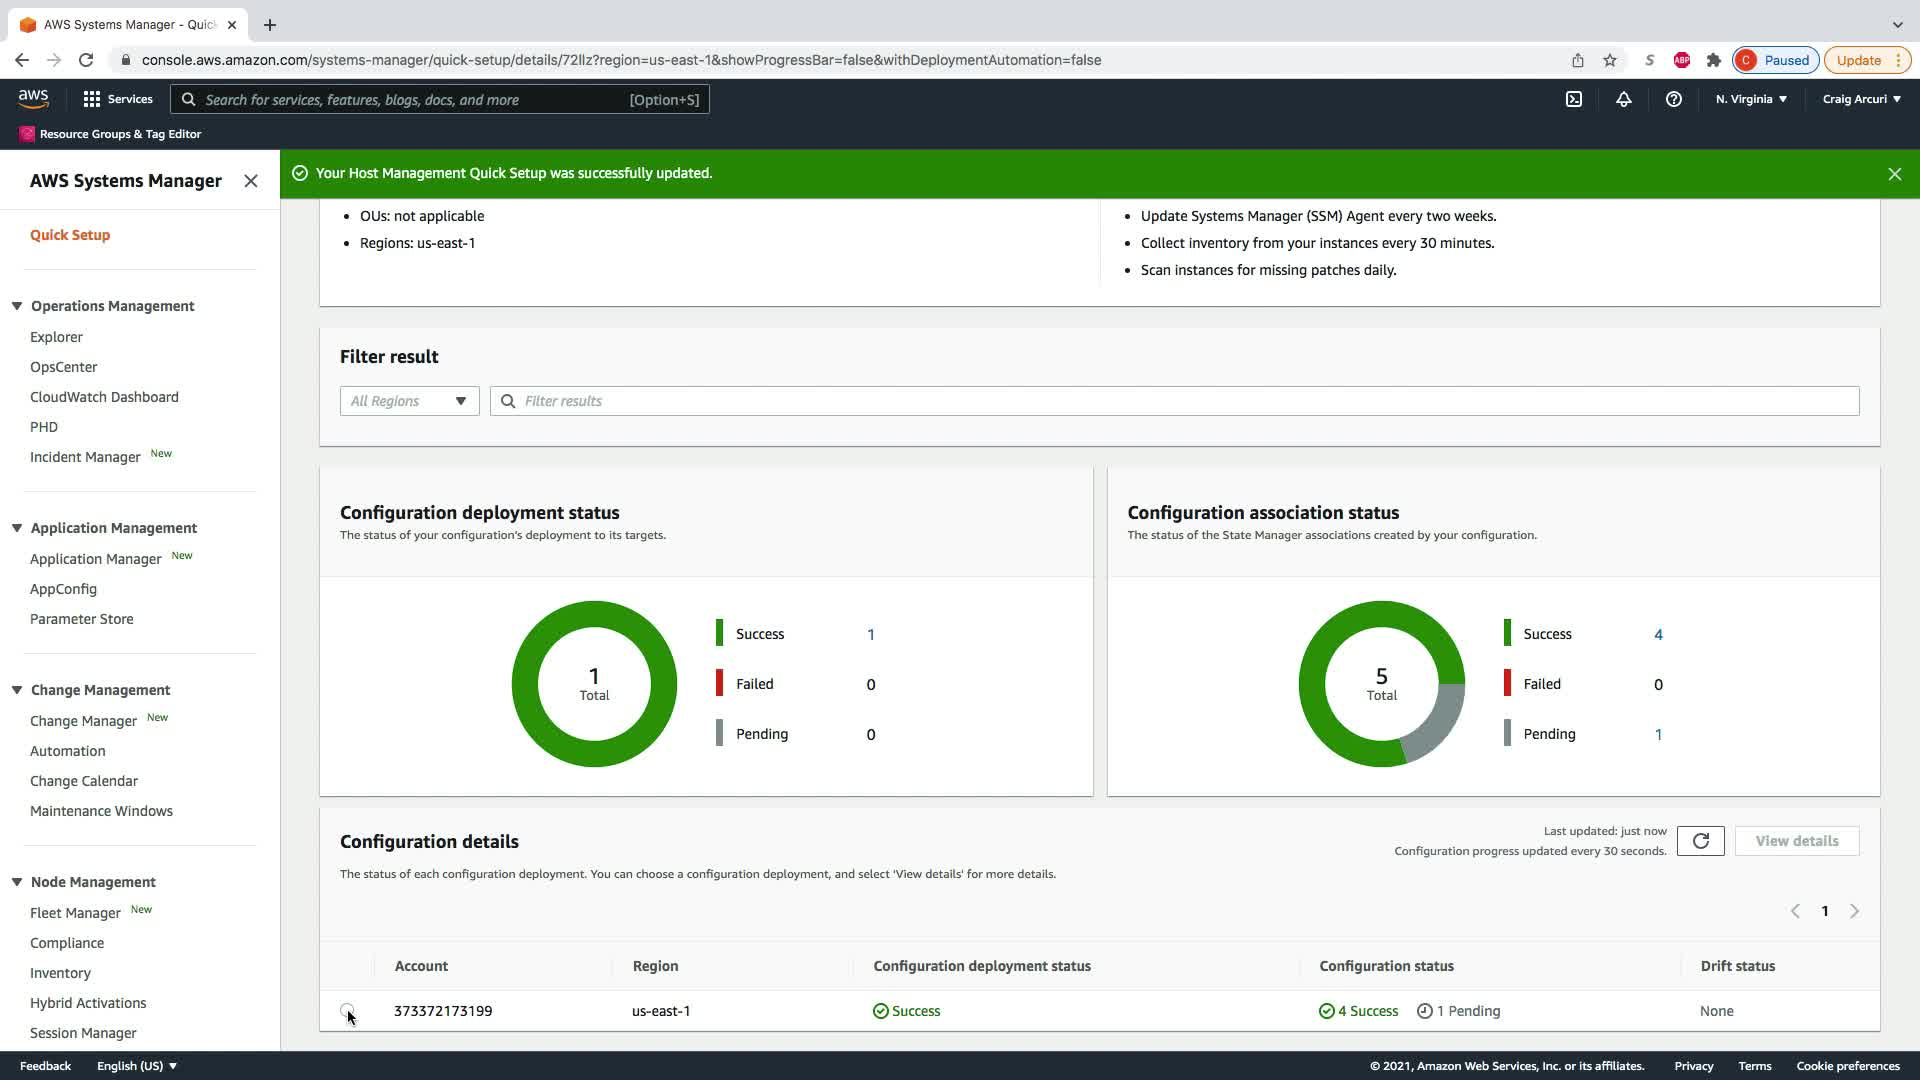 AWS Systems Manager - Quic
console.aws.amazon.com/systems-manager/quick-setup/details/72llz?region=us-east-1&showProgressBar=false&withDeploymentAutomation=false
S
ABP
C
Paused
Update
aws
Services
Search for services, features, blogs, docs, and more
[Option+S]
N. Virginia
Craig Arcuri
Resource Groups & Tag Editor
AWS Systems Manager
Your Host Management Quick Setup was successfully updated.
Quick Setup
Operations Management
Explorer
OpsCenter
CloudWatch Dashboard
PHD
Incident Manager New
Application Management
Application Manager New
AppConfig
Parameter Store
Change Management
Change Manager New
Automation
Change Calendar
Maintenance Windows
Node Management
Fleet Manager New
Compliance
Inventory
Hybrid Activations
Session Manager
OUs: not applicable
Regions: us-east-1
Update Systems Manager (SSM) Agent every two weeks.
Collect inventory from your instances every 30 minutes.
Scan instances for missing patches daily.
Filter result
All Regions
Filter results
Configuration deployment status
The status of your configuration's deployment to its targets.
1
Total
Success 1
Failed 0
Pending 0
Configuration association status
The status of the State Manager associations created by your configuration.
5
Total
Success 4
Failed 0
Pending 1
Configuration details
Last updated: just now
Configuration progress updated every 30 seconds.
View details
The status of each configuration deployment. You can choose a configuration deployment, and select 'View details' for more details.
1
Account Region Configuration deployment status Configuration status Drift status
373372173199 us-east-1 Success 4 Success 1 Pending None
Feedback English (US) © 2021, Amazon Web Services, Inc. or its affiliates. Privacy Terms Cookie preferences